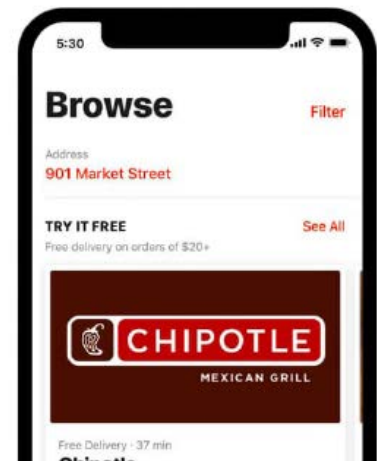 5:30
Browse
Filter
Address
901 Market Street
TRY IT FREE
See All
Free delivery on orders of $20+
CHIPOTLE
MEXICAN GRILL
Free Delivery · 37 min
Chipotle